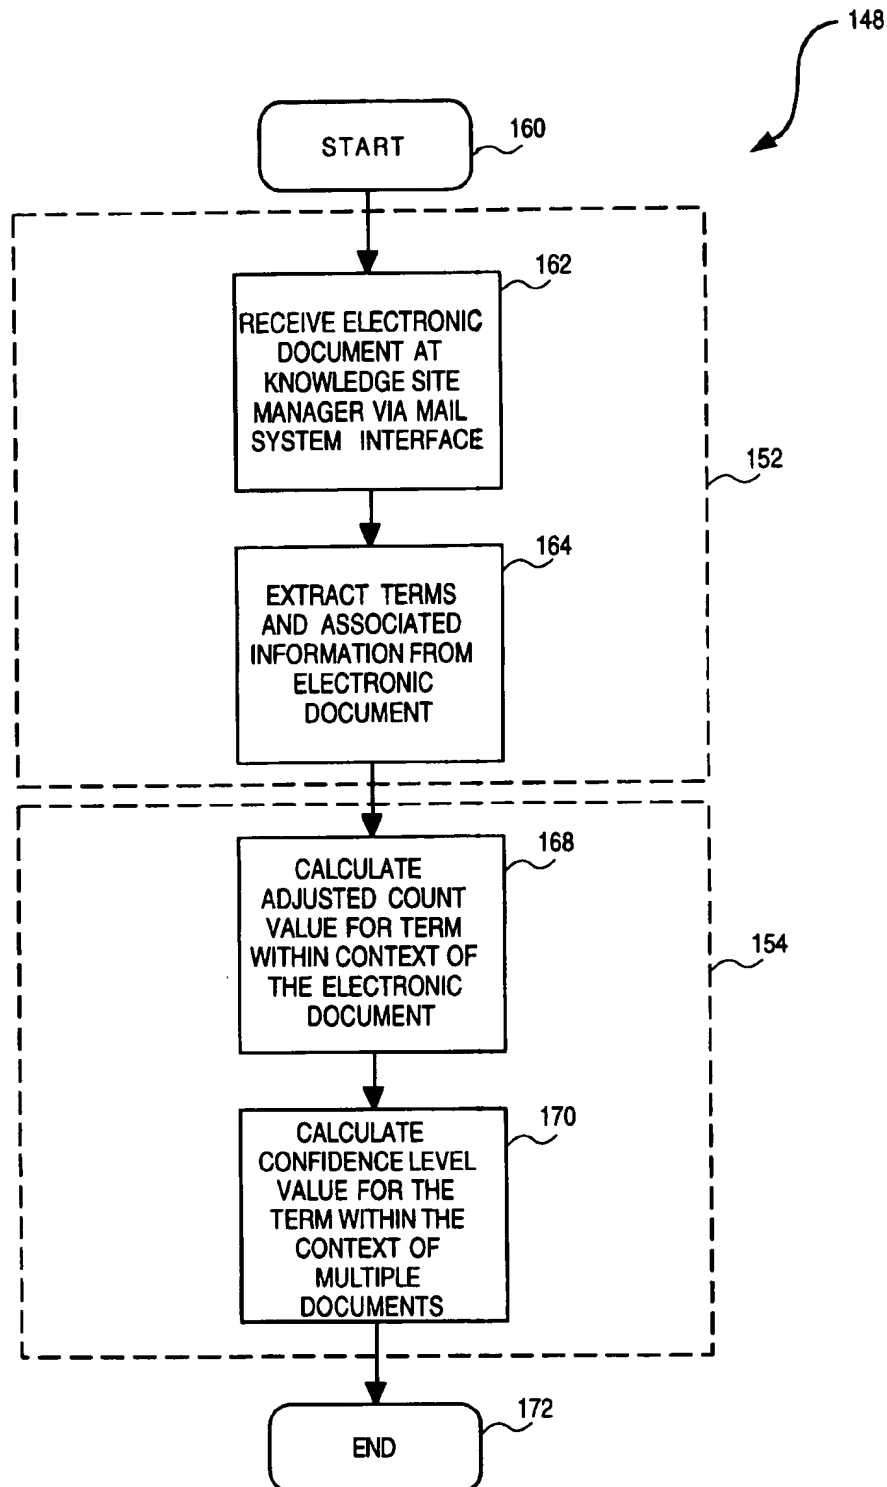 148
START
160
162
RECEIVE ELECTRONIC
DOCUMENT AT
KNOWLEDGE SITE
MANAGER VIA MAIL
SYSTEM INTERFACE
152
164
EXTRACT TERMS
AND ASSOCIATED
INFORMATION FROM
ELECTRONIC
DOCUMENT
168
CALCULATE
ADJUSTED COUNT
VALUE FOR TERM
WITHIN CONTEXT OF
THE ELECTRONIC
DOCUMENT
154
170
CALCULATE
CONFIDENCE LEVEL
VALUE FOR THE
TERM WITHIN THE
CONTEXT OF
MULTIPLE
DOCUMENTS
172
END